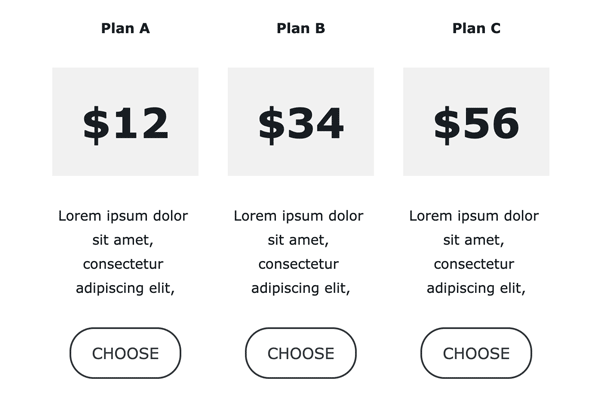 Plan A
Plan B
Plan C
$12
$34
$56
Lorem ipsum dolor
sit amet,
consectetur
adipiscing elit,
Lorem ipsum dolor
sit amet,
consectetur
adipiscing elit,
Lorem ipsum dolor
sit amet,
consectetur
adipiscing elit,
CHOOSE
CHOOSE
CHOOSE